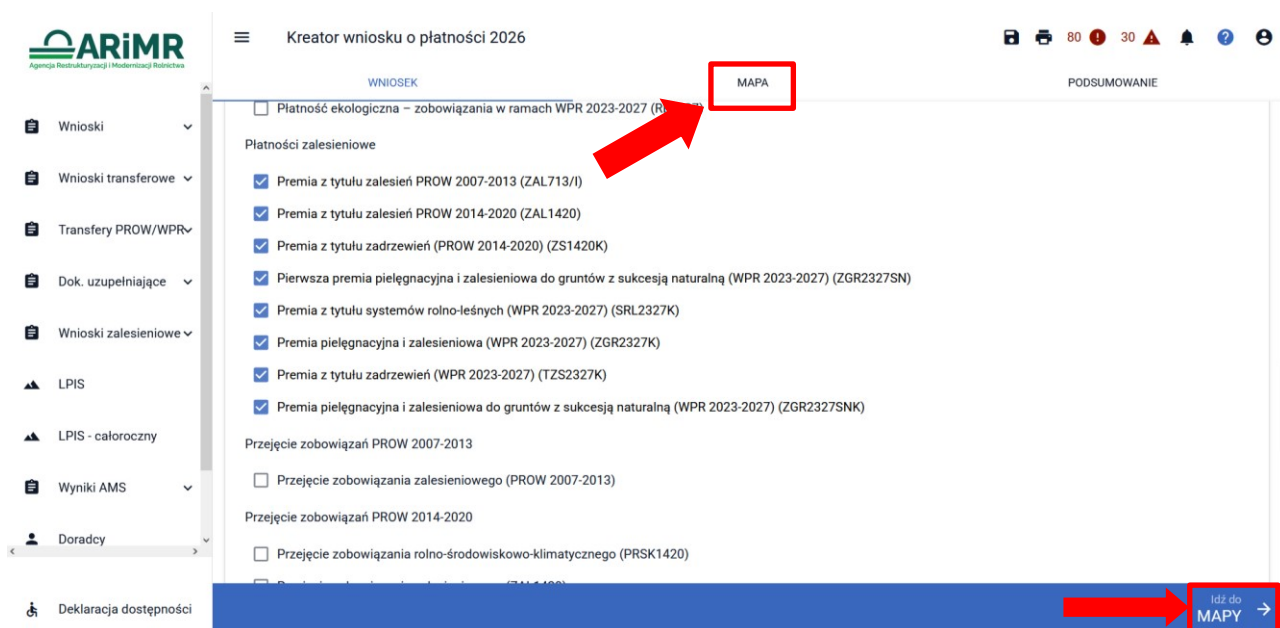 ARiMR
Agencja Restrukturyzacji i Modernizacji Rolnictwa
Kreator wniosku o płatności 2026
80
30
WNIOSEK
MAPA
PODSUMOWANIE
Wnioski
Wnioski transferowe
Transfery PROW/WPR
Dok. uzupełniające
Wnioski zalesieniowe
LPIS
LPIS - całoroczny
Wyniki AMS
Doradcy
Deklaracja dostępności
Płatność ekologiczna – zobowiązania w ramach WPR 2023-2027
Płatności zalesieniowe
Premia z tytułu zalesień PROW 2007-2013 (ZAL713/I)
Premia z tytułu zalesień PROW 2014-2020 (ZAL1420)
Premia z tytułu zadrzewień (PROW 2014-2020) (ZS1420K)
Pierwsza premia pielęgnacyjna i zalesieniowa do gruntów z sukcesją naturalną (WPR 2023-2027) (ZGR2327SN)
Premia z tytułu systemów rolno-leśnych (WPR 2023-2027) (SRL2327K)
Premia pielęgnacyjna i zalesieniowa (WPR 2023-2027) (ZGR2327K)
Premia z tytułu zadrzewień (WPR 2023-2027) (TZS2327K)
Premia pielęgnacyjna i zalesieniowa do gruntów z sukcesją naturalną (WPR 2023-2027) (ZGR2327SNK)
Przejęcie zobowiązań PROW 2007-2013
Przejęcie zobowiązania zalesieniowego (PROW 2007-2013)
Przejęcie zobowiązań PROW 2014-2020
Przejęcie zobowiązania rolno-środowiskowo-klimatycznego (PRSK1420)
Idź do
MAPY